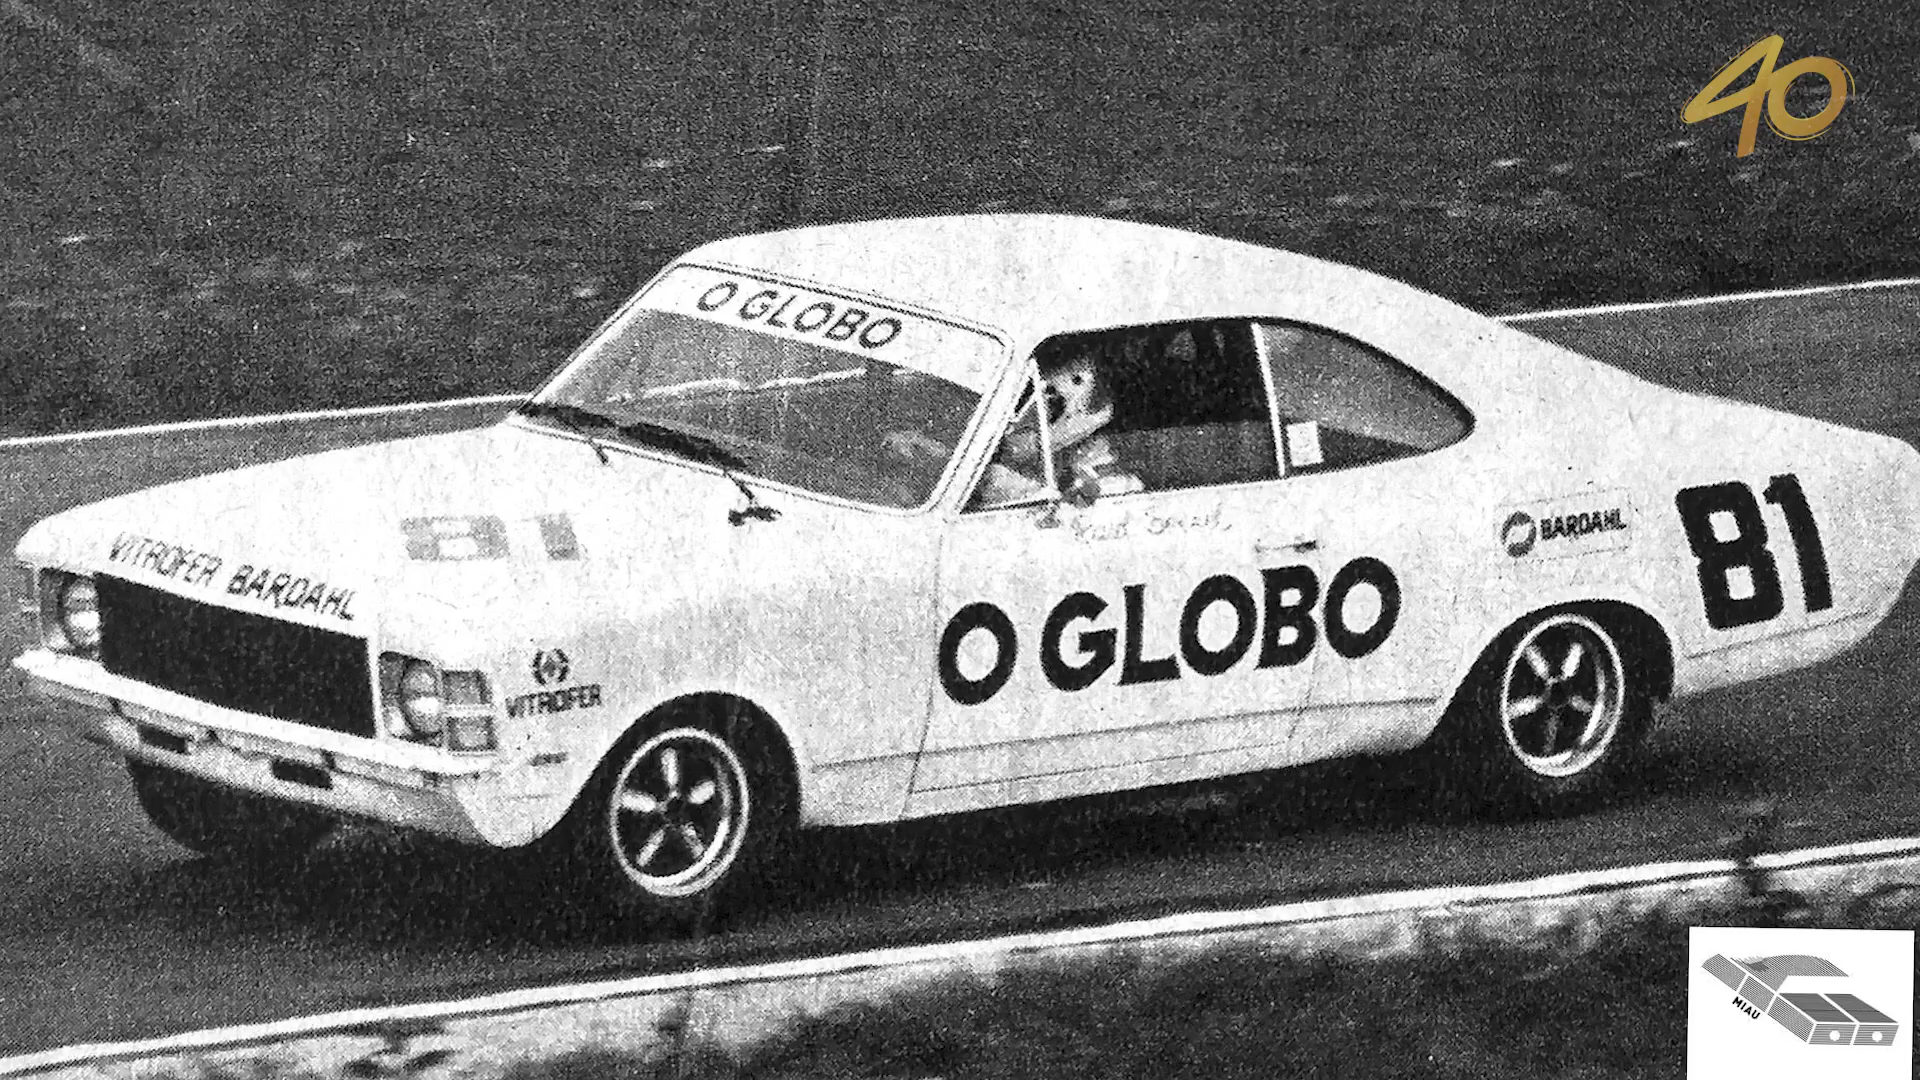 40
O GLOBO
VITROFER BARDAHL
VITROFER
O GLOBO
BARDAHL
81
MIAU